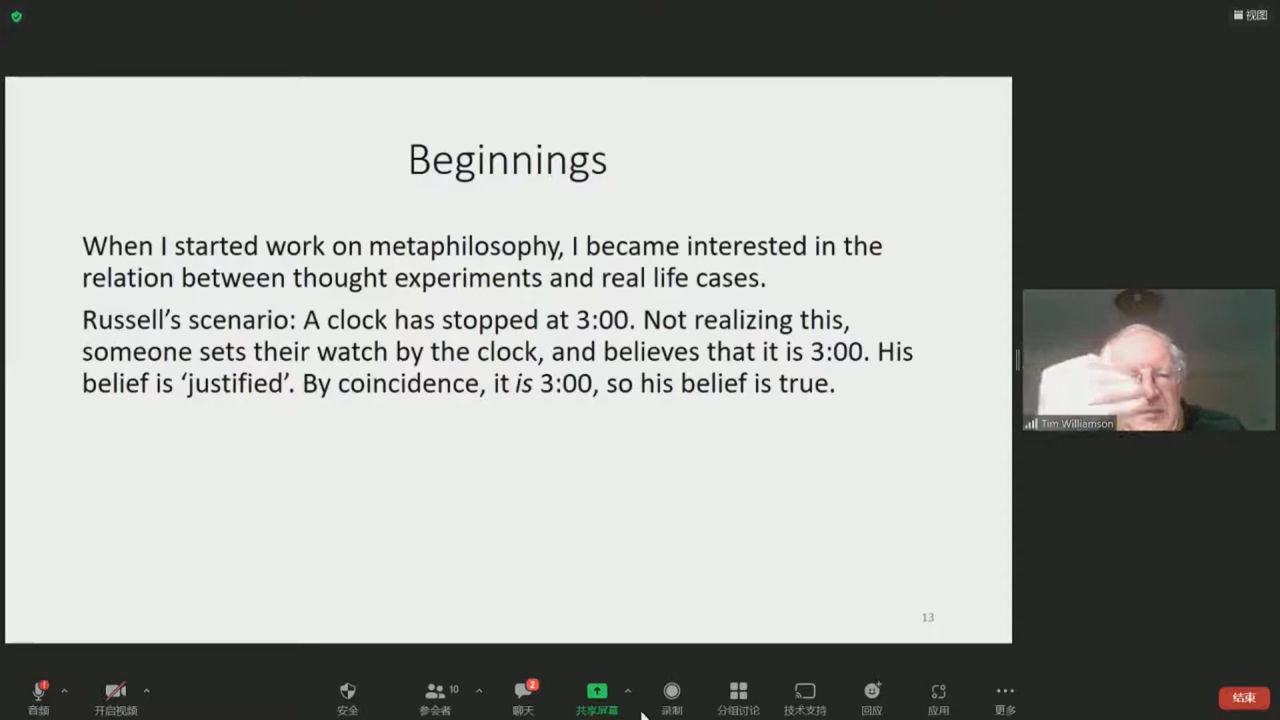 视图
Beginnings
When I started work on metaphilosophy, I became interested in the
relation between thought experiments and real life cases.
Russell’s scenario: A clock has stopped at 3:00. Not realizing this,
someone sets their watch by the clock, and believes that it is 3:00. His
belief is ‘justified’. By coincidence, it is 3:00, so his belief is true.
13
Tim Williamson
10
2
音频
开启视频
安全
参会者
聊天
共享屏幕
录制
分组讨论
技术支持
回应
应用
更多
结束